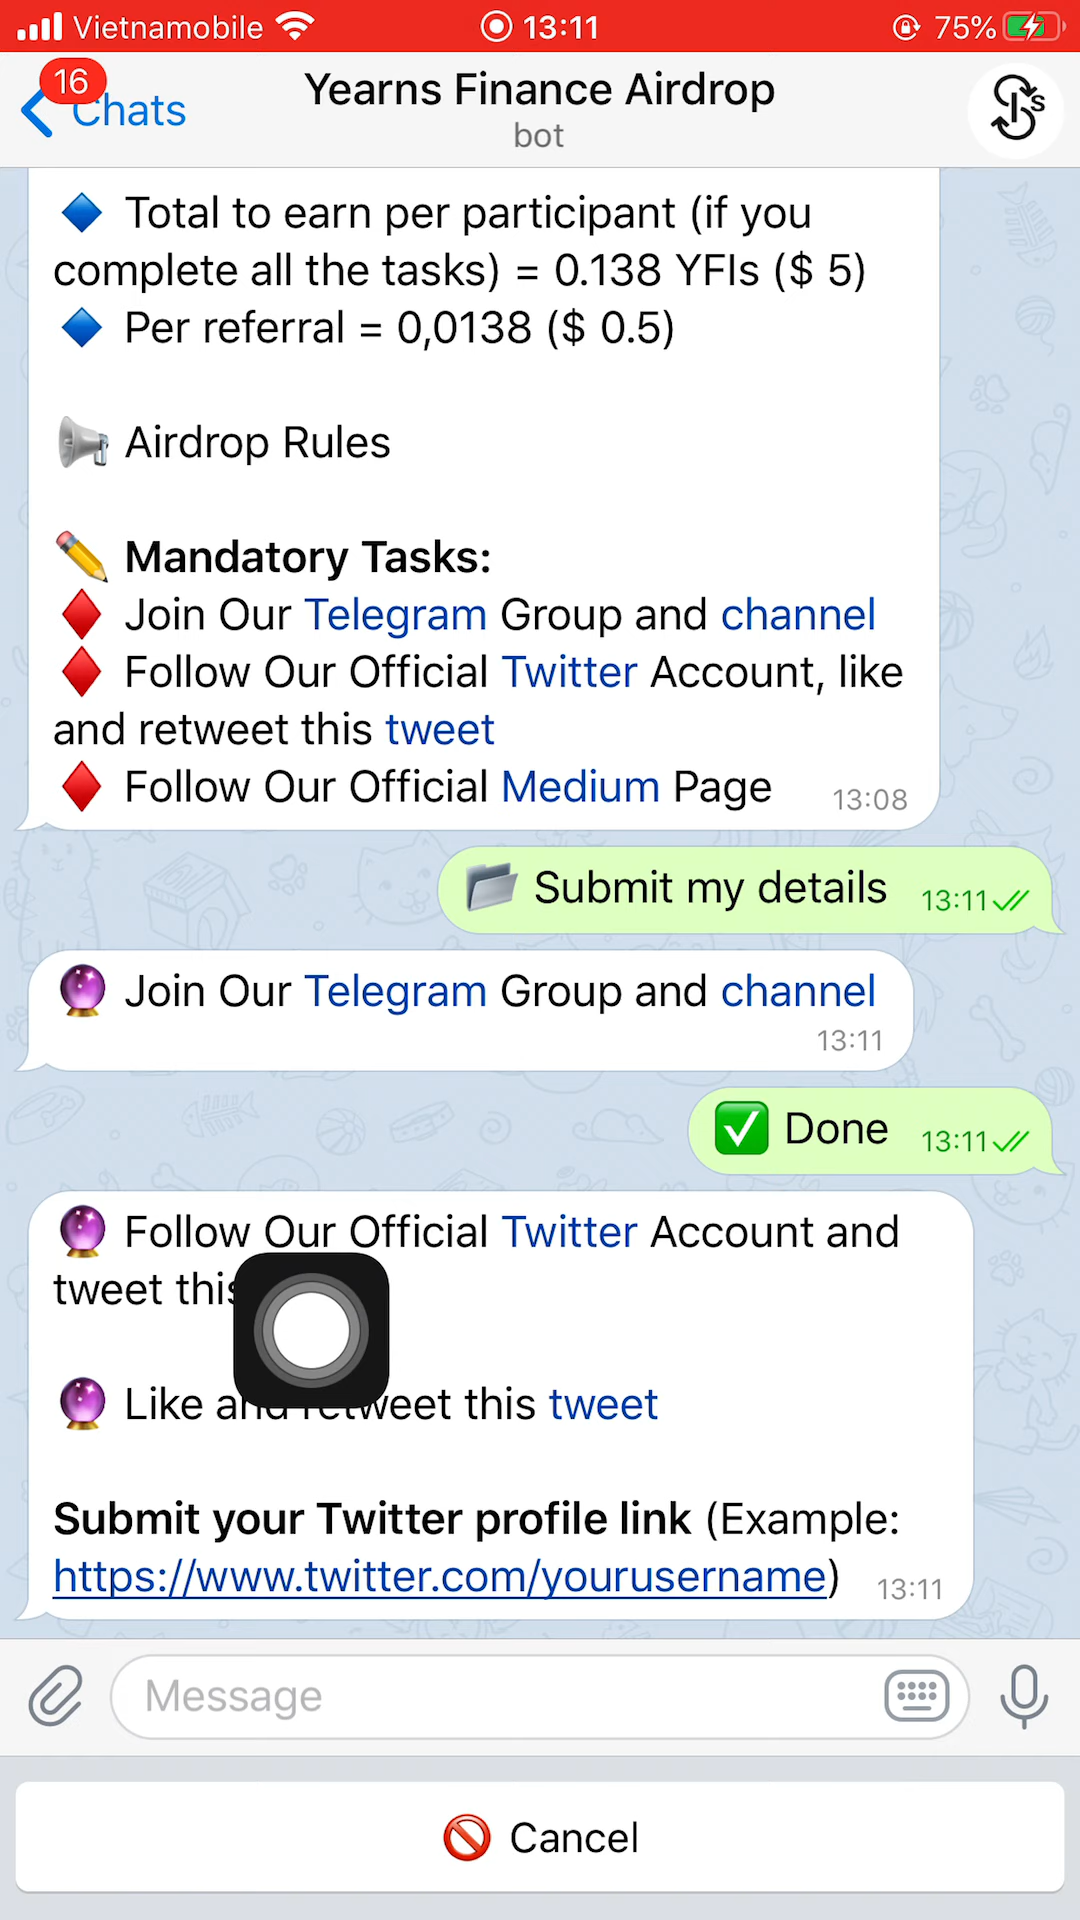 Vietnamobile 13:11 75%
16
Chats
Yearns Finance Airdrop
bot
S
Total to earn per participant (if you
complete all the tasks) = 0.138 YFIs ($ 5)
Per referral = 0,0138 ($ 0.5)
Airdrop Rules
Mandatory Tasks:
Join Our Telegram Group and channel
Follow Our Official Twitter Account, like
and retweet this tweet
Follow Our Official Medium Page 13:08
Submit my details 13:11
Join Our Telegram Group and channel
13:11
Done 13:11
Follow Our Official Twitter Account and
tweet this
Like and retweet this tweet
Submit your Twitter profile link (Example:
https://www.twitter.com/yourusername) 13:11
Message
Cancel